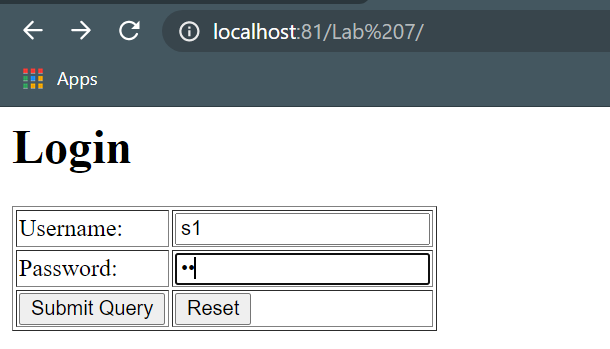 localhost:81/Lab%207/
Apps
Login
Username: s1
Password: ••
Submit Query Reset